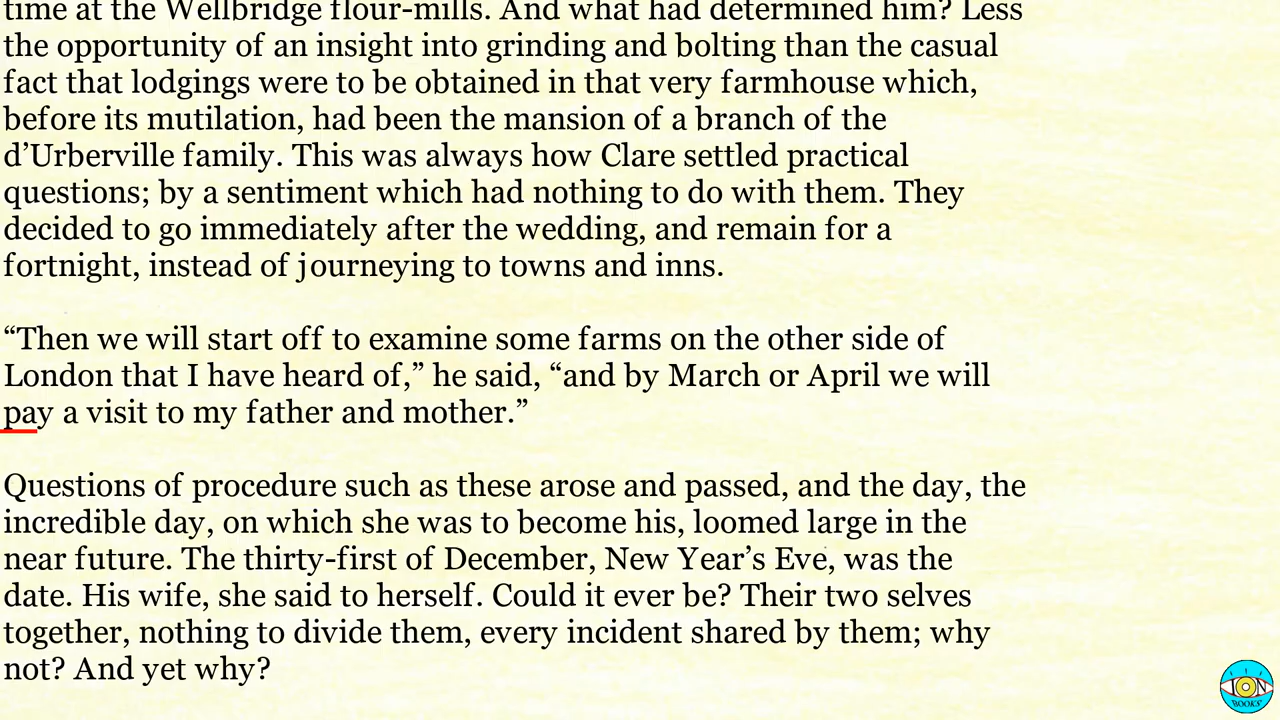 time at the Wellbridge flour-mills. And what had determined him? Less
the opportunity of an insight into grinding and bolting than the casual
fact that lodgings were to be obtained in that very farmhouse which,
before its mutilation, had been the mansion of a branch of the
d’Urberville family. This was always how Clare settled practical
questions; by a sentiment which had nothing to do with them. They
decided to go immediately after the wedding, and remain for a
fortnight, instead of journeying to towns and inns.
“Then we will start off to examine some farms on the other side of
London that I have heard of,” he said, “and by March or April we will
pay a visit to my father and mother.”
Questions of procedure such as these arose and passed, and the day, the
incredible day, on which she was to become his, loomed large in the
near future. The thirty-first of December, New Year’s Eve, was the
date. His wife, she said to herself. Could it ever be? Their two selves
together, nothing to divide them, every incident shared by them; why
not? And yet why?
ION
BOOKS